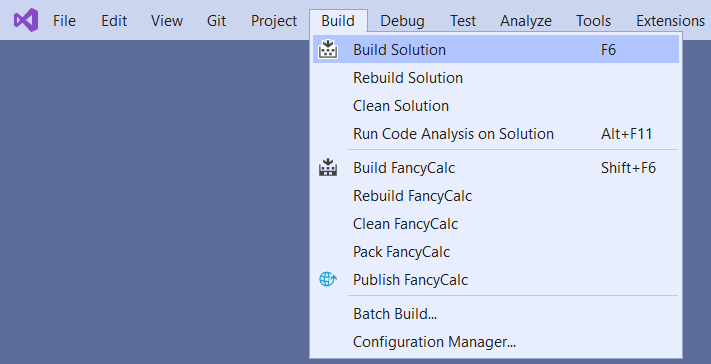 File Edit View Git Project Build Debug Test Analyze Tools Extensions
Build Solution F6
Rebuild Solution
Clean Solution
Run Code Analysis on Solution Alt+F11
Build FancyCalc Shift+F6
Rebuild FancyCalc
Clean FancyCalc
Pack FancyCalc
Publish FancyCalc
Batch Build...
Configuration Manager...